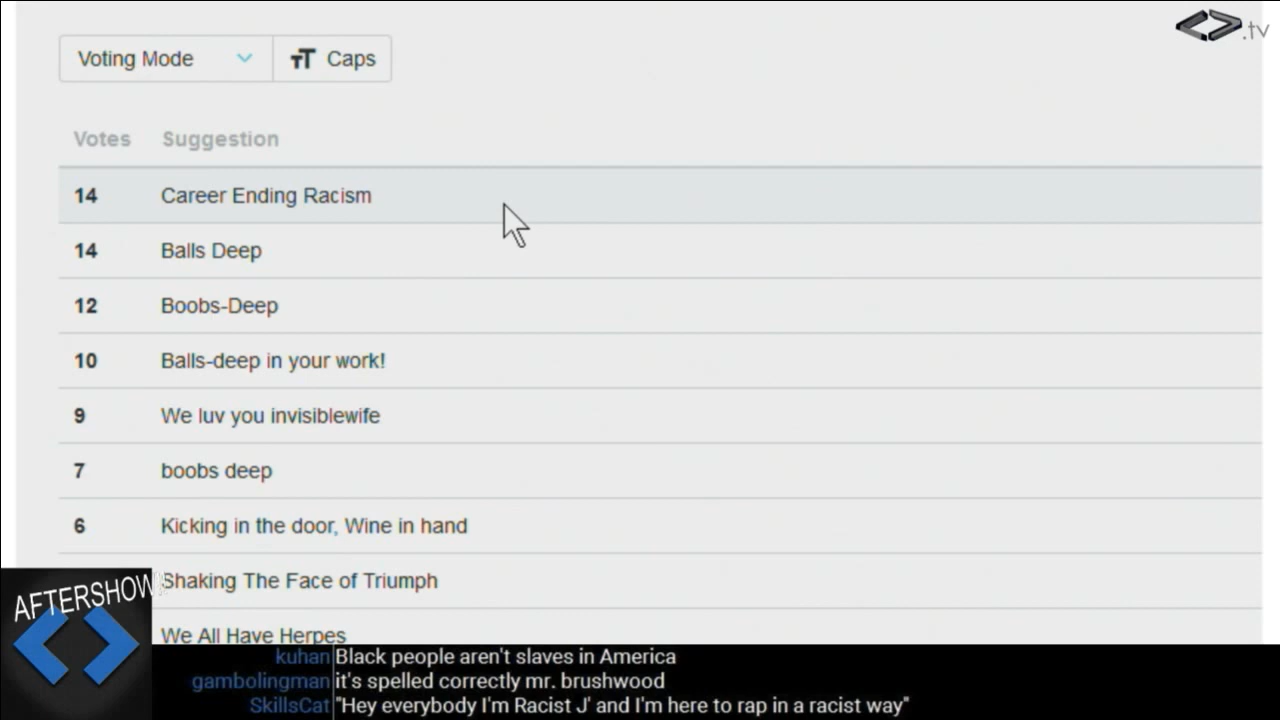 .tv
Voting Mode
Caps
Votes Suggestion
14 Career Ending Racism
14 Balls Deep
12 Boobs-Deep
10 Balls-deep in your work!
9 We luv you invisiblewife
7 boobs deep
6 Kicking in the door, Wine in hand
Shaking The Face of Triumph
We All Have Herpes
AFTERSHOW
kuhan Black people aren't slaves in America
gambolingman it's spelled correctly mr. brushwood
SkillsCat "Hey everybody I'm Racist J' and I'm here to rap in a racist way"